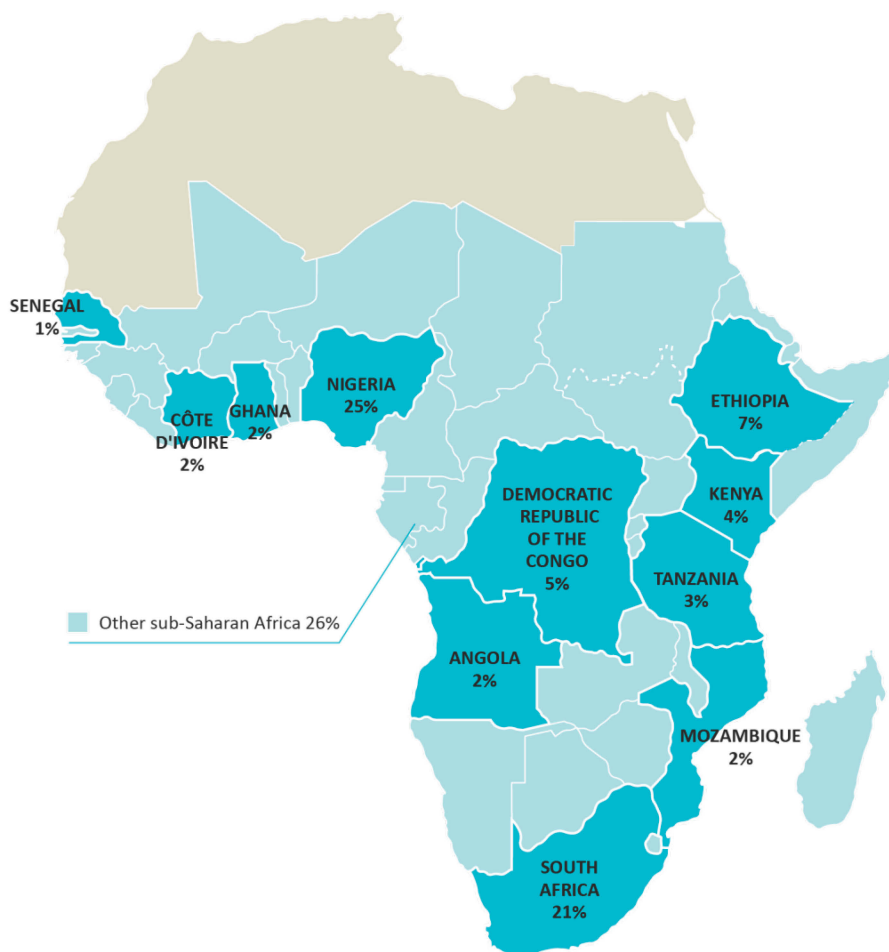 SENEGAL
1%
CÔTE
D'IVOIRE
2%
GHANA
2%
NIGERIA
25%
ETHIOPIA
7%
KENYA
4%
DEMOCRATIC
REPUBLIC
OF THE
CONGO
5%
TANZANIA
3%
Other sub-Saharan Africa 26%
ANGOLA
2%
MOZAMBIQUE
2%
SOUTH
AFRICA
21%